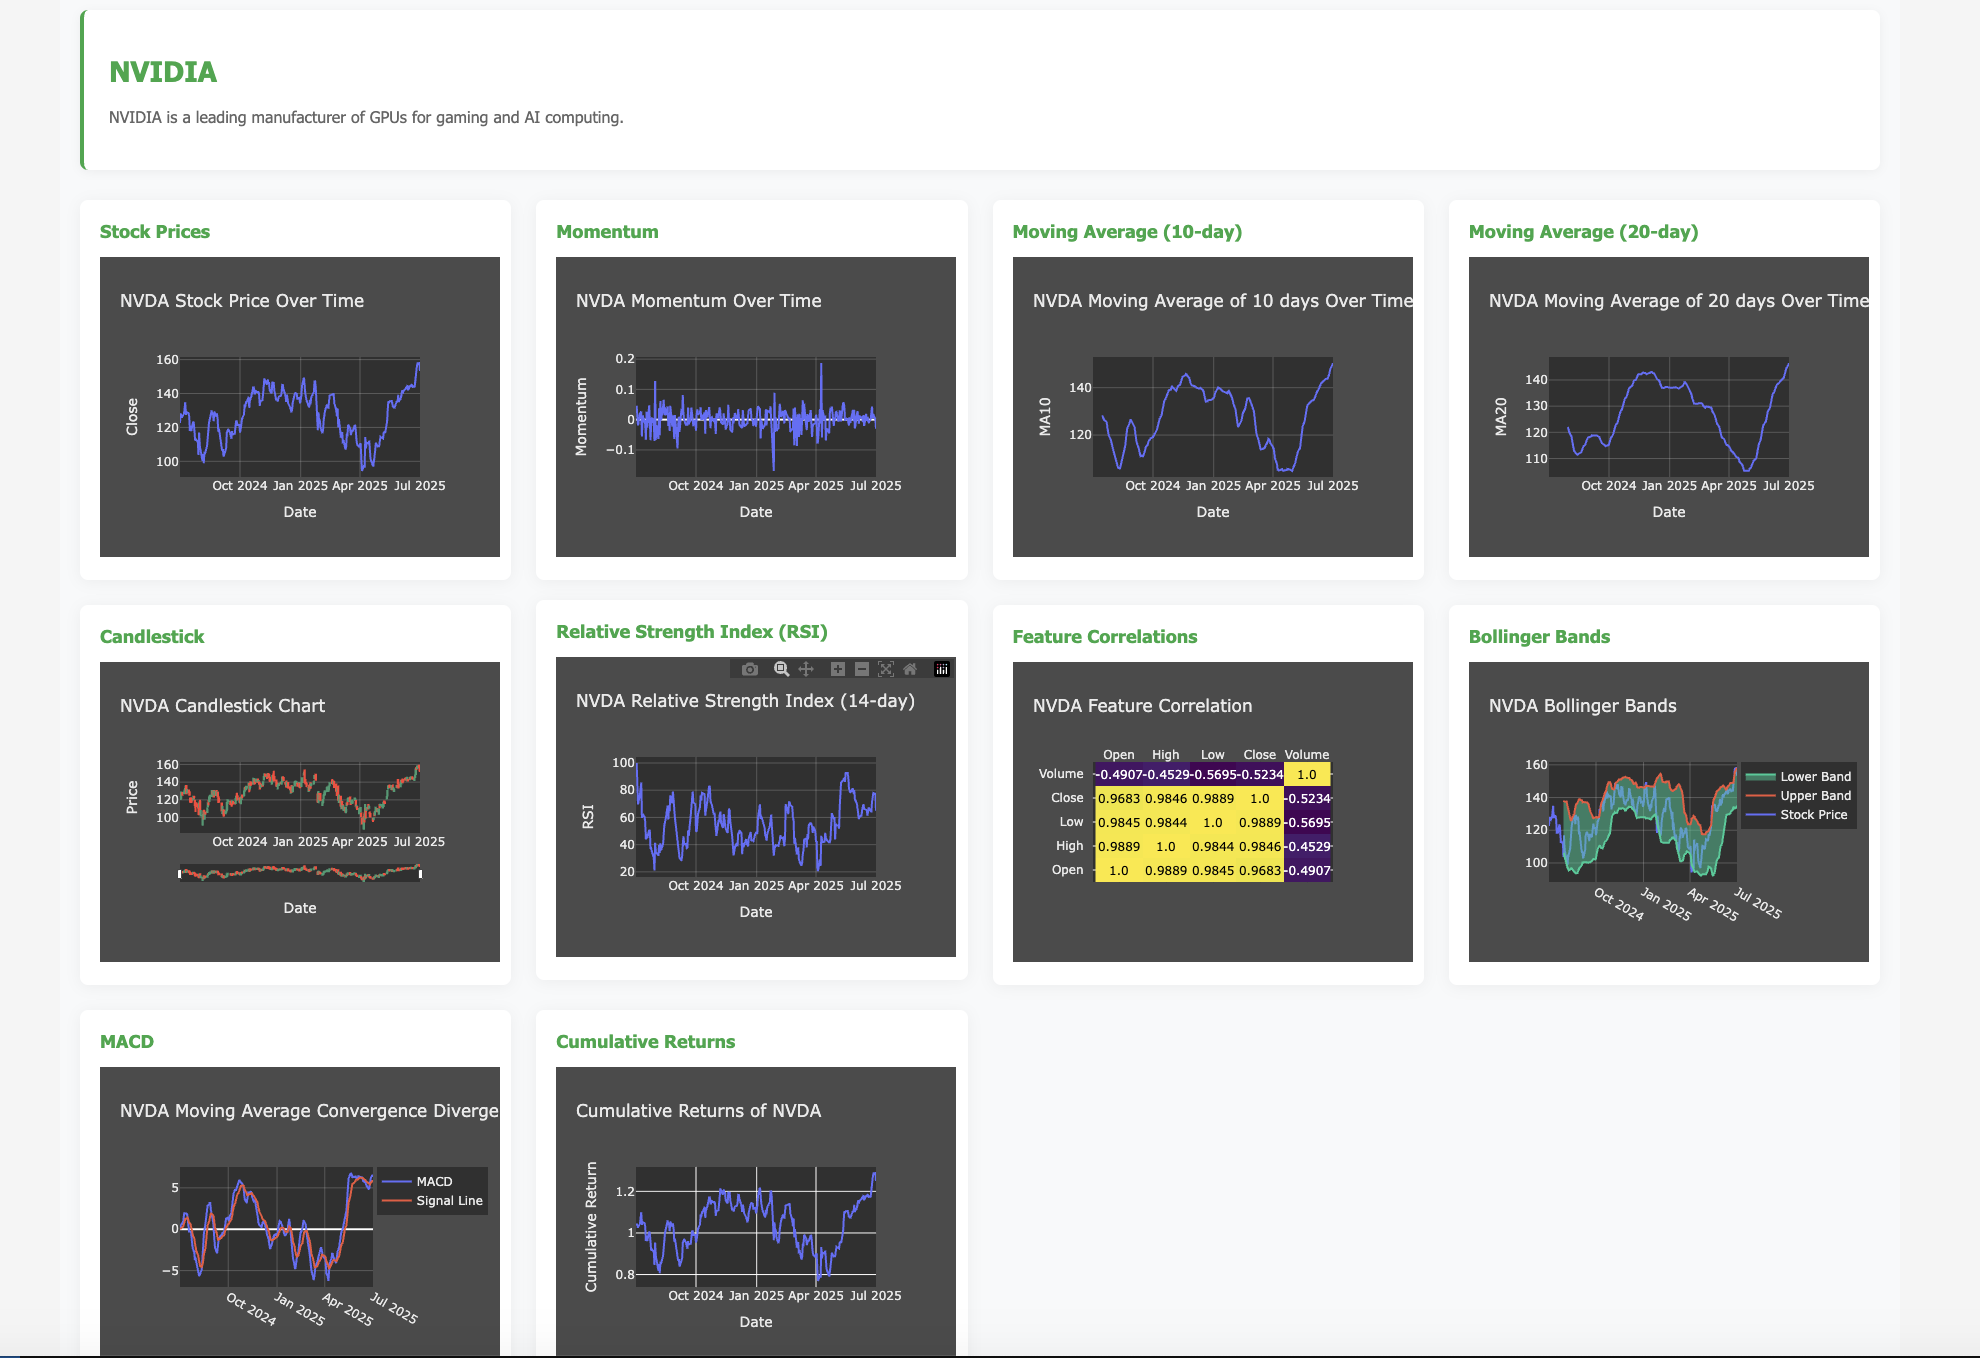 NVIDIA
NVIDIA is a leading manufacturer of GPUs for gaming and AI computing.
Stock Prices
NVDA Stock Price Over Time
Close
160
140
120
100
Oct 2024 Jan 2025 Apr 2025 Jul 2025
Date
Momentum
NVDA Momentum Over Time
Momentum
0.2
0.1
0
−0.1
Oct 2024 Jan 2025 Apr 2025 Jul 2025
Date
Moving Average (10-day)
NVDA Moving Average of 10 days Over Time
MA10
140
120
Oct 2024 Jan 2025 Apr 2025 Jul 2025
Date
Moving Average (20-day)
NVDA Moving Average of 20 days Over Time
MA20
140
130
120
110
Oct 2024 Jan 2025 Apr 2025 Jul 2025
Date
Candlestick
NVDA Candlestick Chart
Price
160
140
120
100
Oct 2024 Jan 2025 Apr 2025 Jul 2025
Date
Relative Strength Index (RSI)
NVDA Relative Strength Index (14-day)
RSI
100
80
60
40
20
Oct 2024 Jan 2025 Apr 2025 Jul 2025
Date
Feature Correlations
NVDA Feature Correlation
Open High Low Close Volume
Volume -0.4907 -0.4529 -0.5695 -0.5234 1.0
Close 0.9683 0.9846 0.9889 1.0 -0.5234
Low 0.9845 0.9844 1.0 0.9889 -0.5695
High 0.9889 1.0 0.9844 0.9846 -0.4529
Open 1.0 0.9889 0.9845 0.9683 -0.4907
Bollinger Bands
NVDA Bollinger Bands
160
140
120
100
Oct 2024 Jan 2025 Apr 2025 Jul 2025
Lower Band
Upper Band
Stock Price
MACD
NVDA Moving Average Convergence Diverge
5
0
−5
Oct 2024 Jan 2025 Apr 2025 Jul 2025
MACD
Signal Line
Cumulative Returns
Cumulative Returns of NVDA
Cumulative Return
1.2
1
0.8
Oct 2024 Jan 2025 Apr 2025 Jul 2025
Date